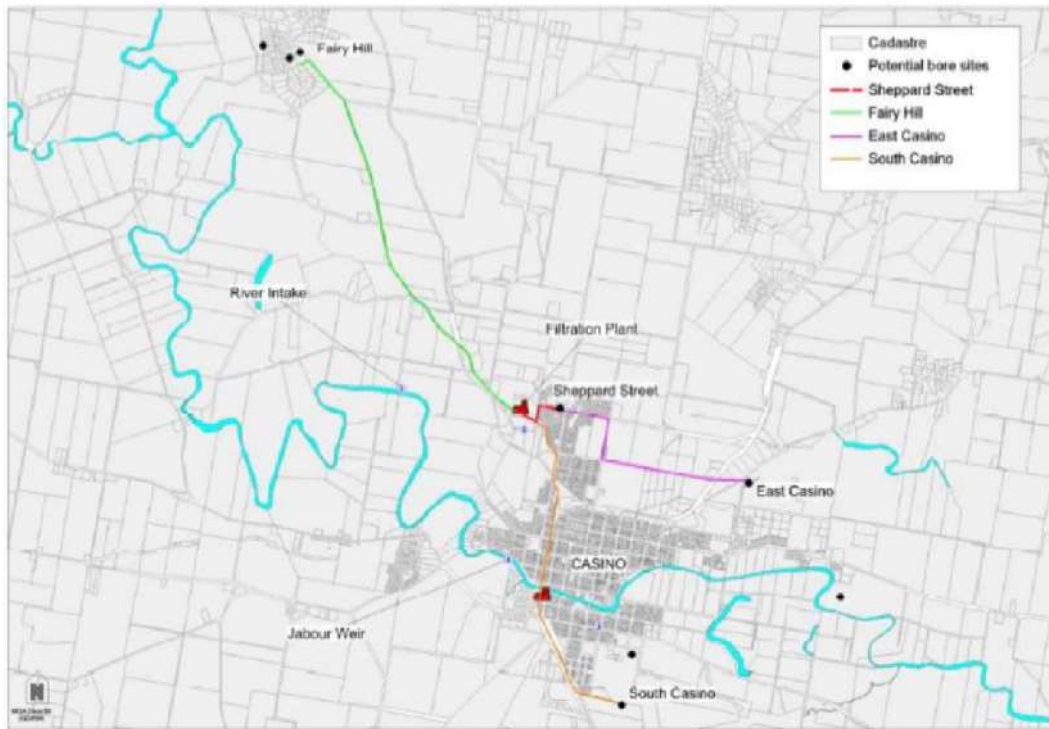 Fairy Hill
Cadastre
Potential bore sites
Sheppard Street
Fairy Hill
East Casino
South Casino
River Intake
Filtration Plant
Sheppard Street
East Casino
CASINO
Jabour Weir
South Casino
N